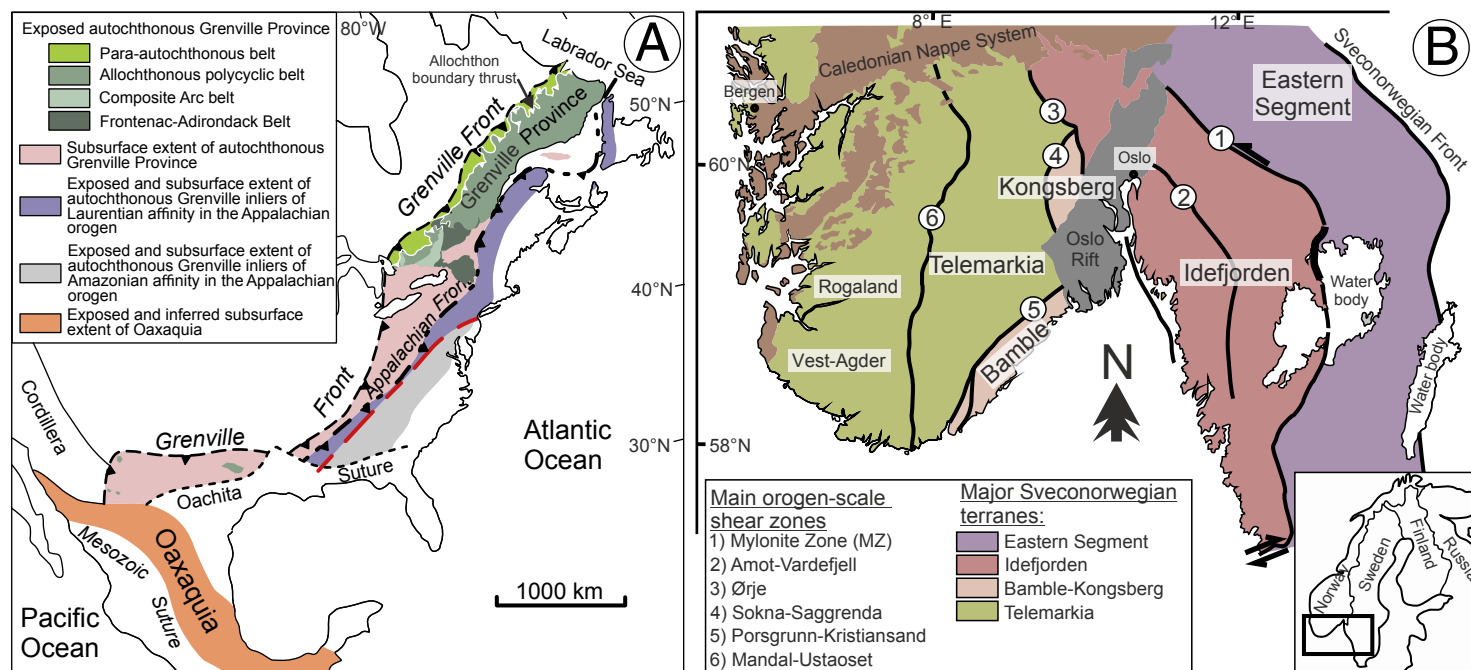 Exposed autochthonous Grenville Province
Para-autochthonous belt
Allochthonous polycyclic belt
Composite Arc belt
Frontenac-Adirondack Belt
Subsurface extent of autochthonous
Grenville Province
Exposed and subsurface extent of
autochthonous Grenville inliers of
Laurentian affinity in the Appalachian
orogen
Exposed and subsurface extent of
autochthonous Grenville inliers of
Amazonian affinity in the Appalachian
orogen
Exposed and inferred subsurface
extent of Oaxaquia
80°W
A
Labrador Sea
Allochthon
boundary thrust
50°N
Grenville Front
Grenville Province
40°N
Appalachian Front
Front
Grenville
30°N
Atlantic
Ocean
Suture
Oachita
Cordillera
Oaxaquia
Mesozoic
Suture
1000 km
Pacific
Ocean
8° E
12° E
B
Caledonian Nappe System
Sveconorwegian Front
Eastern
Segment
Bergen
3
1
4
60°N
Oslo
Kongsberg
2
6
Oslo
Rift
Telemarkia
Idefjorden
Rogaland
Water
body
5
Bamble
Vest-Agder
N
Water body
58°N
Main orogen-scale
shear zones
1) Mylonite Zone (MZ)
2) Amot-Vardefjell
3) Ørje
4) Sokna-Saggrenda
5) Porsgrunn-Kristiansand
6) Mandal-Ustaoset
Major Sveconorwegian
terranes:
Eastern Segment
Idefjorden
Bamble-Kongsberg
Telemarkia
Norway
Sweden
Finland
Russia